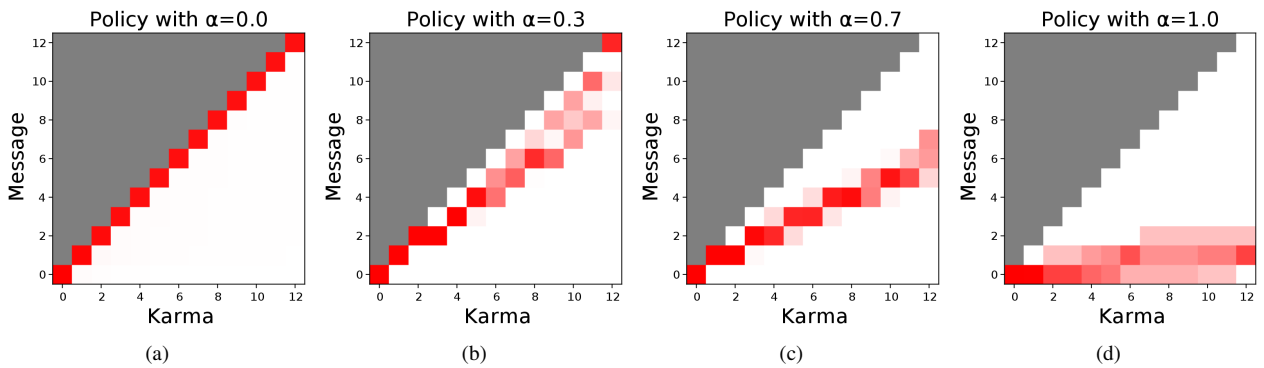 Policy with α=0.0
Message
12
10
8
6
4
2
0
0 2 4 6 8 10 12
Karma
(a)
Policy with α=0.3
Message
12
10
8
6
4
2
0
0 2 4 6 8 10 12
Karma
(b)
Policy with α=0.7
Message
12
10
8
6
4
2
0
0 2 4 6 8 10 12
Karma
(c)
Policy with α=1.0
Message
12
10
8
6
4
2
0
0 2 4 6 8 10 12
Karma
(d)